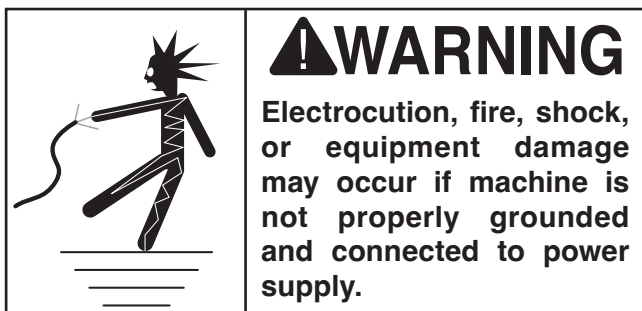 WARNING
Electrocution, fire, shock,
or equipment damage
may occur if machine is
not properly grounded
and connected to power
supply.